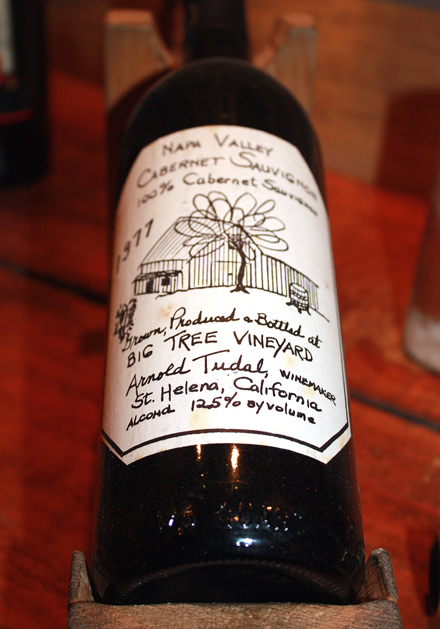 NAPA VALLEY
CABERNET SAUVIGNON
100% Cabernet Sauvignon
1977
Grown, Produced & Bottled at
BIG TREE VINEYARD
Arnold Tudal, WINEMAKER
St. Helena, California
ALCOHOL 12.5% By volume